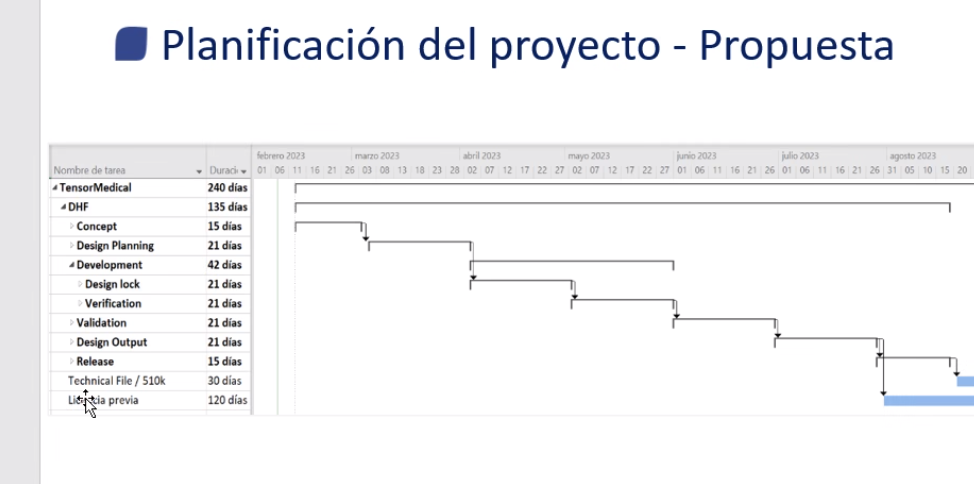 Planificación del proyecto - Propuesta
febrero 2023 marzo 2023 abril 2023 mayo 2023 junio 2023 julio 2023 agosto 2023
Nombre de tarea Duraci 01 06 11 16 21 26 03 08 13 18 23 28 02 07 12 17 22 27 02 07 12 17 22 27 01 06 11 16 21 26 01 06 11 16 21 26 31 05 10 15 20
TensorMedical 240 días
DHF 135 días
Concept 15 días
Design Planning 21 días
Development 42 días
Design lock 21 días
Verification 21 días
Validation 21 días
Design Output 21 días
Release 15 días
Technical File / 510k 30 días
Licencia previa 120 días